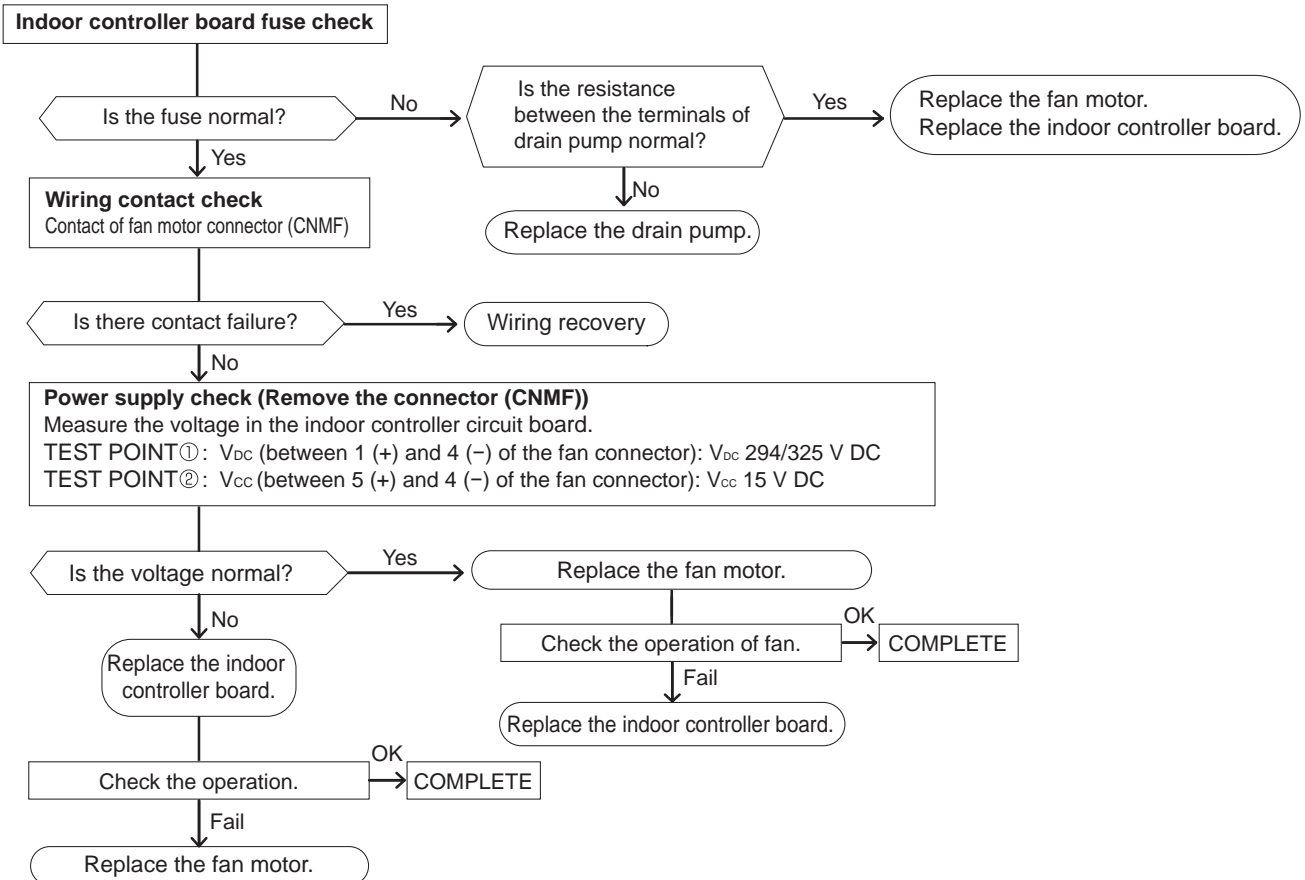 Indoor controller board fuse check
Is the fuse normal?
No
Is the resistance
between the terminals of
drain pump normal?
Yes
Replace the fan motor.
Replace the indoor controller board.
Yes
No
Replace the drain pump.
Wiring contact check
Contact of fan motor connector (CNMF)
Is there contact failure?
Yes
Wiring recovery
No
Power supply check (Remove the connector (CNMF))
Measure the voltage in the indoor controller circuit board.
TEST POINT①: VDC (between 1 (+) and 4 (−) of the fan connector): VDC 294/325 V DC
TEST POINT②: VCC (between 5 (+) and 4 (−) of the fan connector): VCC 15 V DC
Is the voltage normal?
Yes
Replace the fan motor.
No
Check the operation of fan.
OK
COMPLETE
Fail
Replace the indoor controller board.
Replace the indoor
controller board.
Check the operation.
OK
COMPLETE
Fail
Replace the fan motor.